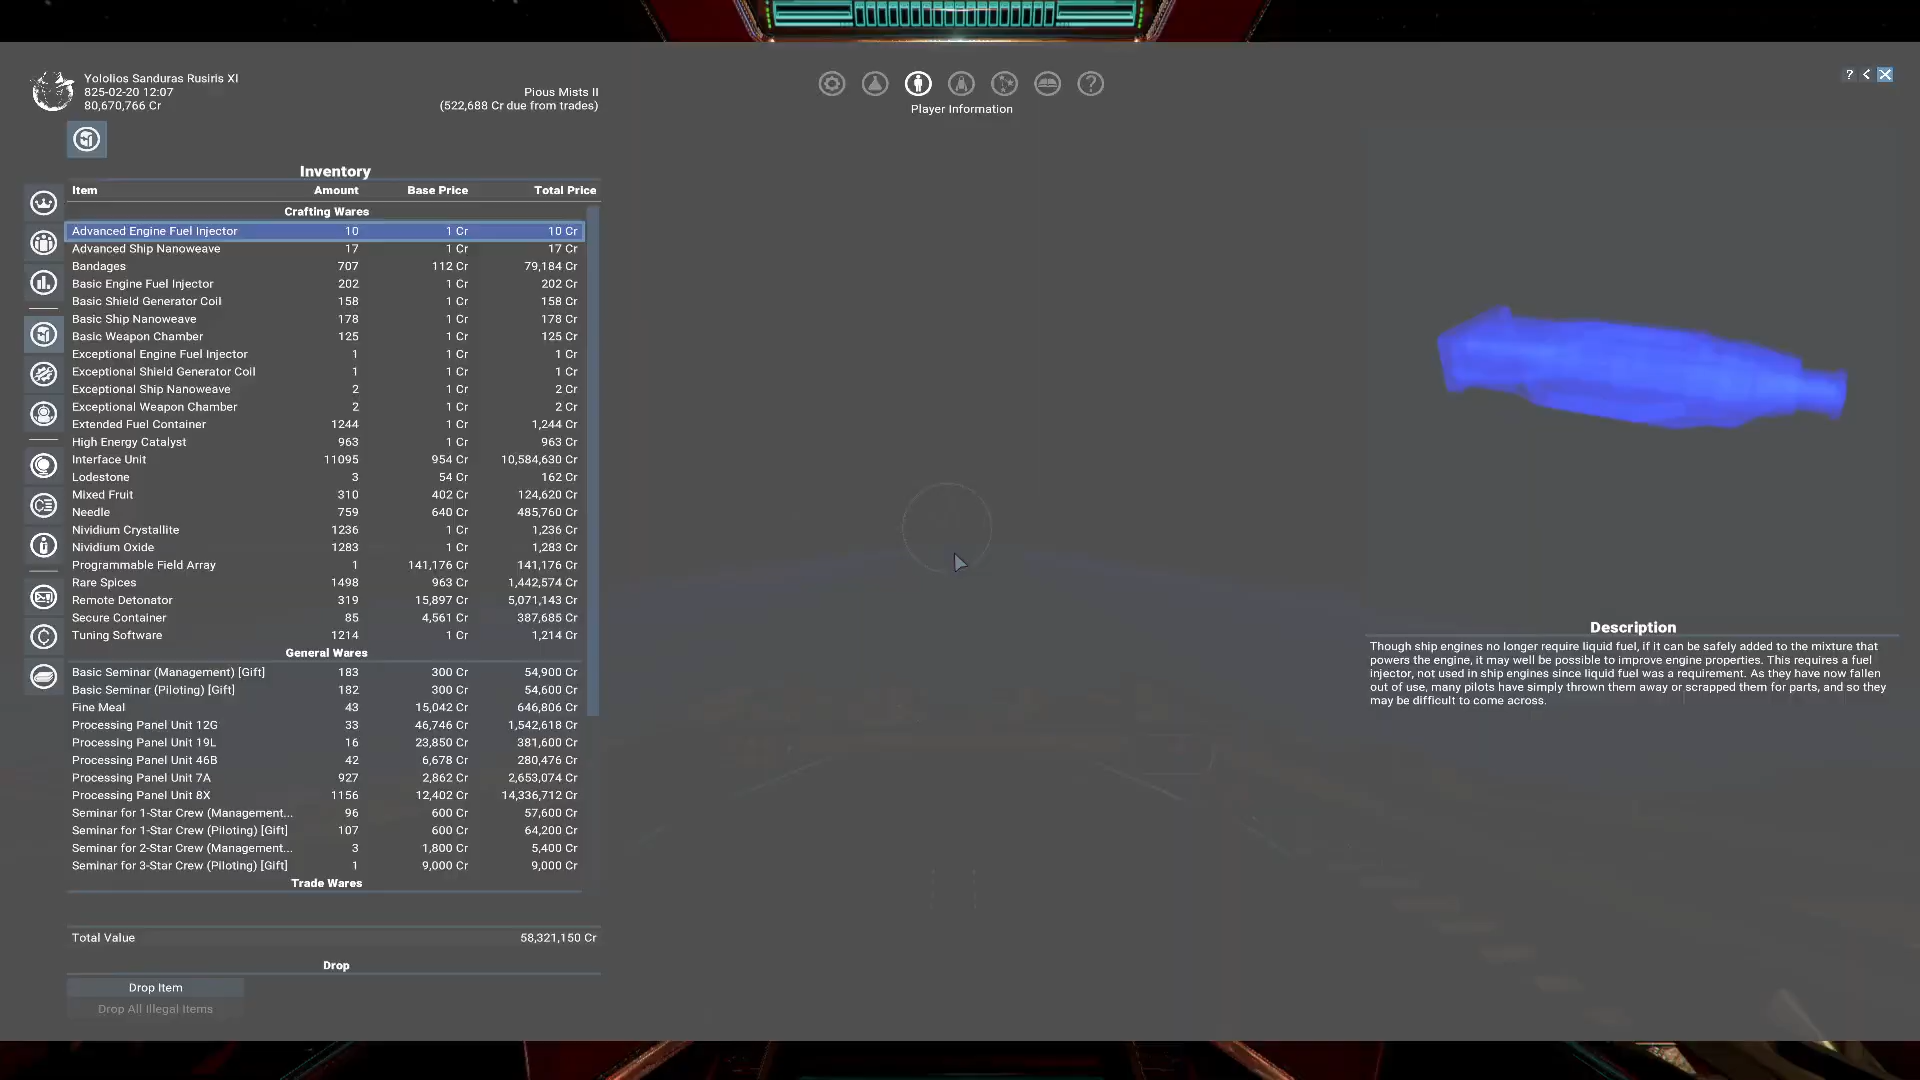 Yololios Sanduras Rusiris XI
825-02-20 12:07
80,670,766 Cr
Pious Mists II
(522,688 Cr due from trades)
Player Information
? <
Inventory
Item Amount Base Price Total Price
Crafting Wares
Advanced Engine Fuel Injector 10 1 Cr 10 Cr
Advanced Ship Nanoweave 17 1 Cr 17 Cr
Bandages 707 112 Cr 79,184 Cr
Basic Engine Fuel Injector 202 1 Cr 202 Cr
Basic Shield Generator Coil 158 1 Cr 158 Cr
Basic Ship Nanoweave 178 1 Cr 178 Cr
Basic Weapon Chamber 125 1 Cr 125 Cr
Exceptional Engine Fuel Injector 1 1 Cr 1 Cr
Exceptional Shield Generator Coil 1 1 Cr 1 Cr
Exceptional Ship Nanoweave 2 1 Cr 2 Cr
Exceptional Weapon Chamber 2 1 Cr 2 Cr
Extended Fuel Container 1244 1 Cr 1,244 Cr
High Energy Catalyst 963 1 Cr 963 Cr
Interface Unit 11095 954 Cr 10,584,630 Cr
Lodestone 3 54 Cr 162 Cr
Mixed Fruit 310 402 Cr 124,620 Cr
Needle 759 640 Cr 485,760 Cr
Nividium Crystallite 1236 1 Cr 1,236 Cr
Nividium Oxide 1283 1 Cr 1,283 Cr
Programmable Field Array 1 141,176 Cr 141,176 Cr
Rare Spices 1498 963 Cr 1,442,574 Cr
Remote Detonator 319 15,897 Cr 5,071,143 Cr
Secure Container 85 4,561 Cr 387,685 Cr
Tuning Software 1214 1 Cr 1,214 Cr
General Wares
Basic Seminar (Management) [Gift] 183 300 Cr 54,900 Cr
Basic Seminar (Piloting) [Gift] 182 300 Cr 54,600 Cr
Fine Meal 43 15,042 Cr 646,806 Cr
Processing Panel Unit 12G 33 46,746 Cr 1,542,618 Cr
Processing Panel Unit 19L 16 23,850 Cr 381,600 Cr
Processing Panel Unit 46B 42 6,678 Cr 280,476 Cr
Processing Panel Unit 7A 927 2,862 Cr 2,653,074 Cr
Processing Panel Unit 8X 1156 12,402 Cr 14,336,712 Cr
Seminar for 1-Star Crew (Management... 96 600 Cr 57,600 Cr
Seminar for 1-Star Crew (Piloting) [Gift] 107 600 Cr 64,200 Cr
Seminar for 2-Star Crew (Management... 3 1,800 Cr 5,400 Cr
Seminar for 3-Star Crew (Piloting) [Gift] 1 9,000 Cr 9,000 Cr
Trade Wares
Total Value 58,321,150 Cr
Drop
Drop Item
Drop All Illegal Items
Description
Though ship engines no longer require liquid fuel, if it can be safely added to the mixture that
powers the engine, it may well be possible to improve engine properties. This requires a fuel
injector, not used in ship engines since liquid fuel was a requirement. As they have now fallen
out of use, many pilots have simply thrown them away or scrapped them for parts, and so they
may be difficult to come across.